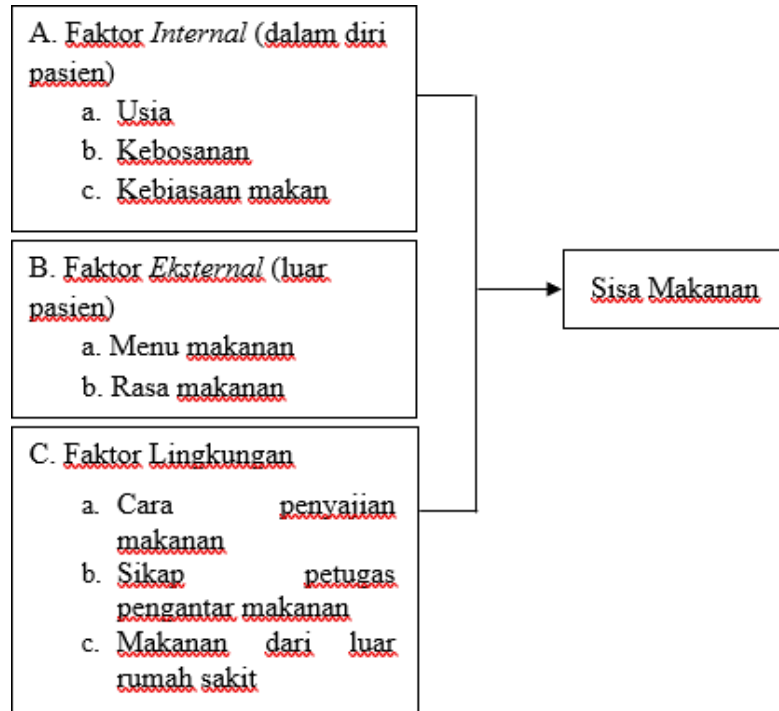 A. Faktor Internal (dalam diri
pasien)
a. Usia
b. Kebosanan
c. Kebiasaan makan
B. Faktor Eksternal (luar
pasien)
a. Menu makanan
b. Rasa makanan
C. Faktor Lingkungan
a. Cara penyajian
makanan
b. Sikap petugas
pengantar makanan
c. Makanan dari luar
rumah sakit
Sisa Makanan